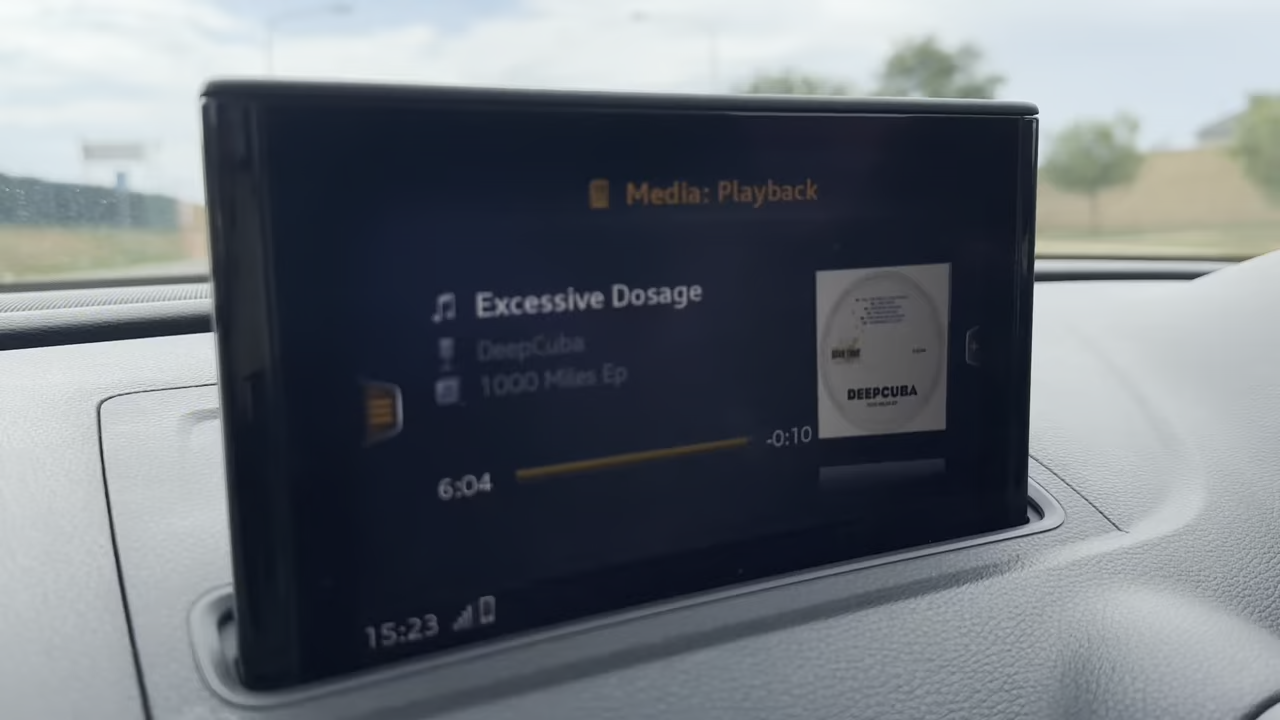 Media: Playback
Excessive Dosage
DeepCuba
1000 Miles Ep
6:04
-0:10
DEEPCUBA
15:23